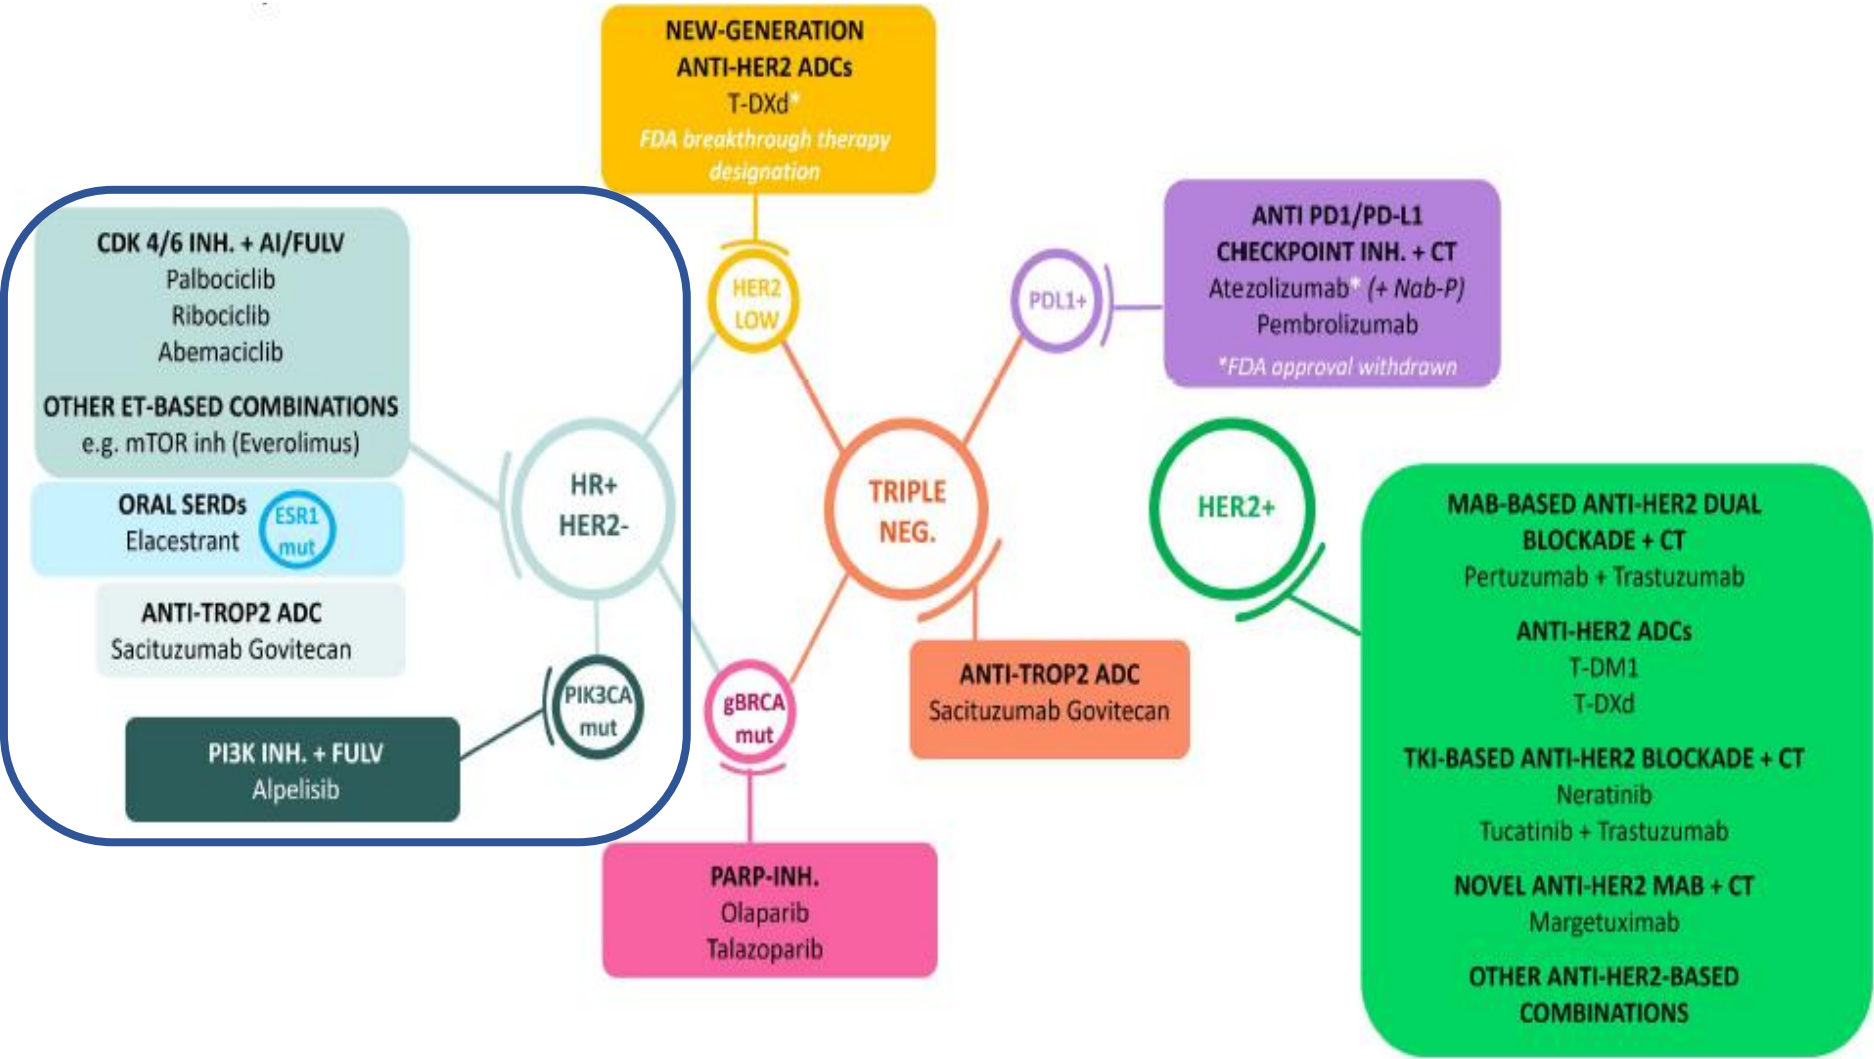 NEW-GENERATION
ANTI-HER2 ADCs
T-DXd*
FDA breakthrough therapy
designation
CDK 4/6 INH. + AI/FULV
Palbociclib
Ribociclib
Abemaciclib
OTHER ET-BASED COMBINATIONS
e.g. mTOR inh (Everolimus)
ORAL SERDs
Elacestrant
ESR1
mut
ANTI-TROP2 ADC
Sacituzumab Govitecan
PI3K INH. + FULV
Alpelisib
HR+
HER2-
PIK3CA
mut
HER2
LOW
gBRCA
mut
PARP-INH.
Olaparib
Talazoparib
TRIPLE
NEG.
PDL1+
ANTI PD1/PD-L1
CHECKPOINT INH. + CT
Atezolizumab* (+ Nab-P)
Pembrolizumab
*FDA approval withdrawn
ANTI-TROP2 ADC
Sacituzumab Govitecan
HER2+
MAB-BASED ANTI-HER2 DUAL
BLOCKADE + CT
Pertuzumab + Trastuzumab
ANTI-HER2 ADCs
T-DM1
T-DXd
TKI-BASED ANTI-HER2 BLOCKADE + CT
Neratinib
Tucatinib + Trastuzumab
NOVEL ANTI-HER2 MAB + CT
Margetuximab
OTHER ANTI-HER2-BASED
COMBINATIONS